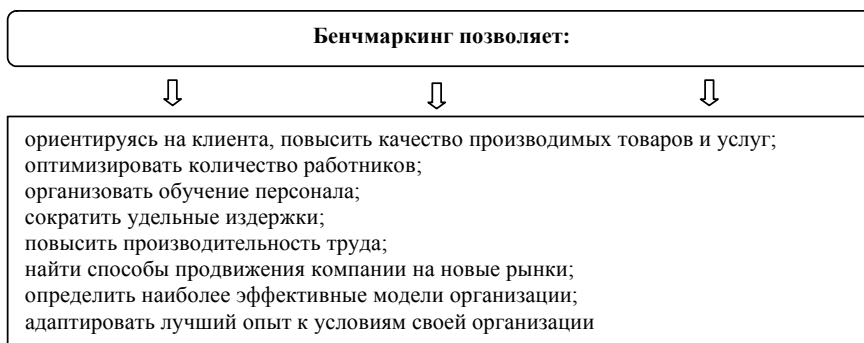 Бенчмаркинг позволяет:
ориентируясь на клиента, повысить качество производимых товаров и услуг;
оптимизировать количество работников;
организовать обучение персонала;
сократить удельные издержки;
повысить производительность труда;
найти способы продвижения компании на новые рынки;
определить наиболее эффективные модели организации;
адаптировать лучший опыт к условиям своей организации